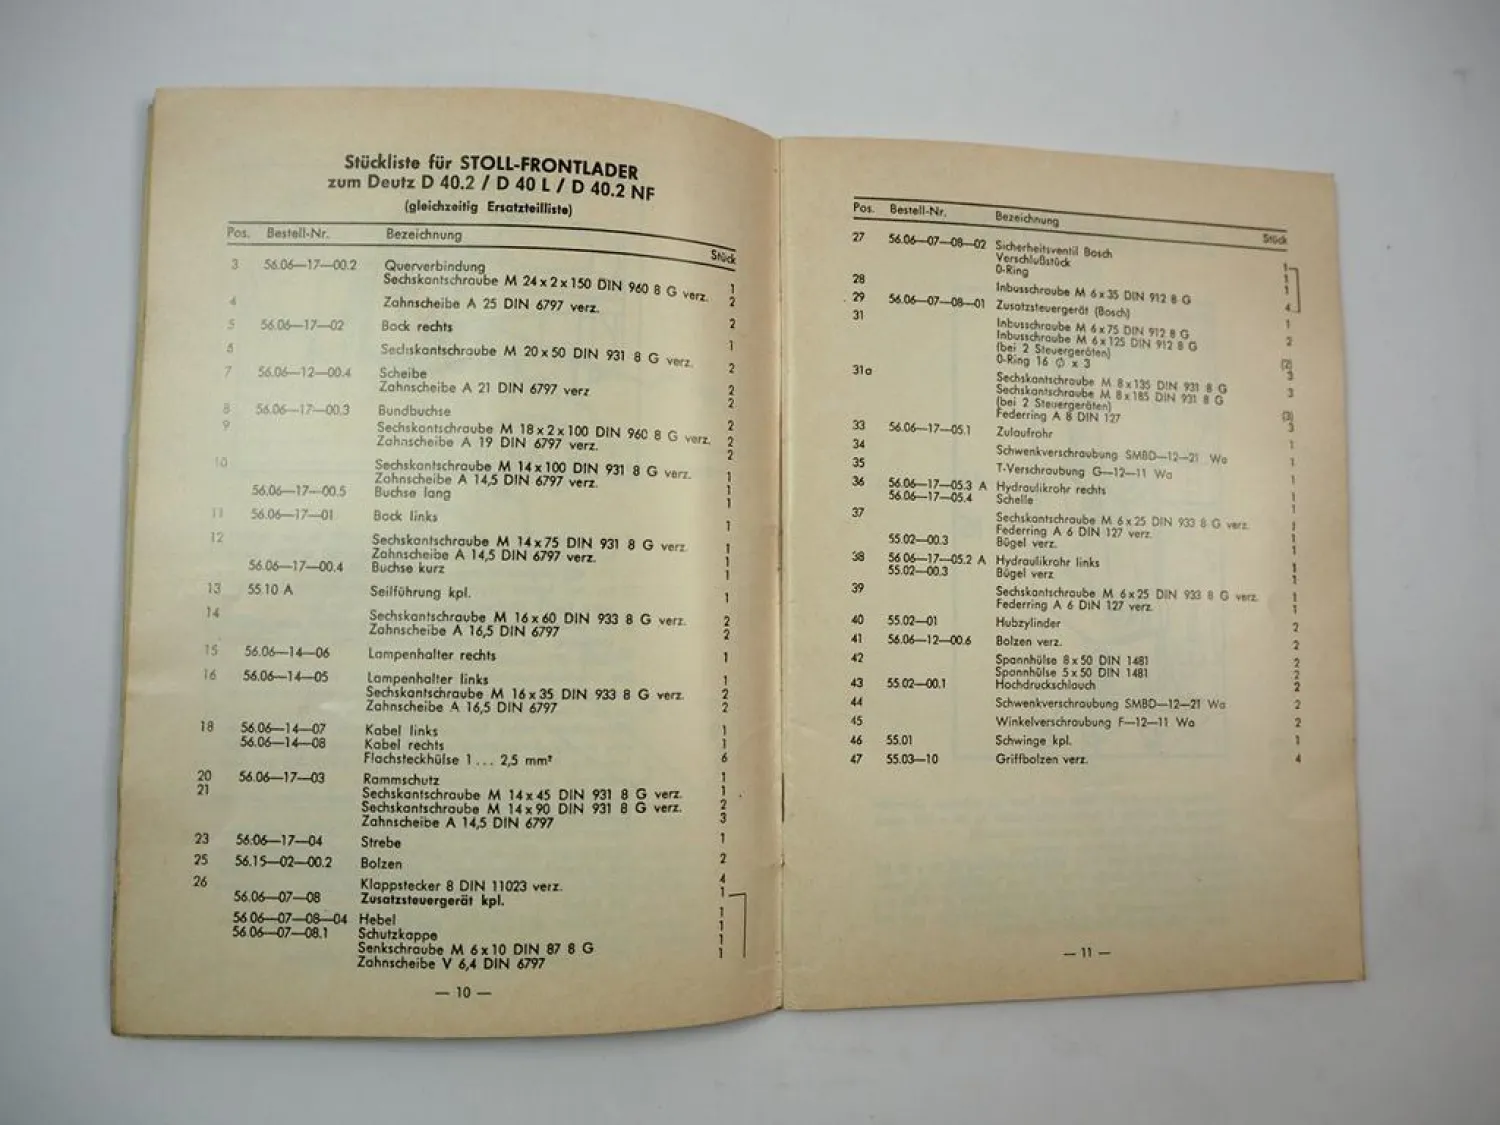 Stückliste für STOLL-FRONTLADER
zum Deutz D 40.2 / D 40 L / D 40.2 NF
(gleichzeitig Ersatzteilliste)
Pos. Bestell-Nr. Bezeichnung Stück
3 56.06—17—00.2 Querverbindung 1
Sechskantschraube M 24 x 2 x 150 DIN 960 8 G verz. 2
4 Zahnscheibe A 25 DIN 6797 verz. 2
5 56.06—17—02 Bock rechts 1
6 Sechskantschraube M 20 x 50 DIN 931 8 G verz. 2
7 56.06—12—00.4 Scheibe 2
Zahnscheibe A 21 DIN 6797 verz 2
8 56.06—17—00.3 Bundbuchse 2
9 Sechskantschraube M 18 x 2 x 100 DIN 960 8 G verz. 2
Zahnscheibe A 19 DIN 6797 verz. 2
10 Sechskantschraube M 14 x 100 DIN 931 8 G verz. 1
Zahnscheibe A 14,5 DIN 6797 verz. 1
56.06—17—00.5 Buchse lang 1
11 56.06—17—01 Bock links 1
12 Sechskantschraube M 14 x 75 DIN 931 8 G verz 1
Zahnscheibe A 14,5 DIN 6797 verz. 1
56.06—17—00.4 Buchse kurz 1
13 55.10 A Seilführung kpl. 1
14 Sechskantschraube M 16 x 60 DIN 933 8 G verz. 2
Zahnscheibe A 16,5 DIN 6797 2
15 56.06—14—06 Lampenhalter rechts 1
16 56.06—14—05 Lampenhalter links 1
Sechskantschraube M 16 x 35 DIN 933 8 G verz. 2
Zahnscheibe A 16,5 DIN 6797 2
18 56.06—14—07 Kabel links 1
56.06—14—08 Kabel rechts 1
Flachsteckhülse 1 ... 2,5 mm² 6
20 56.06—17—03 Rammschutz 1
21 Sechskantschraube M 14 x 45 DIN 931 8 G verz. 1
Sechskantschraube M 14 x 90 DIN 931 8 G verz. 2
Zahnscheibe A 14,5 DIN 6797 3
23 56.06—17—04 Strebe 1
25 56.15—02—00.2 Bolzen 2
26 Klappstecker 8 DIN 11023 verz. 4
56.06—07—08 Zusatzsteuergerät kpl. 1
56 06—07—08—04 Hebel 1
56.06—07—08.1 Schutzkappe 1
Senkschraube M 6 x 10 DIN 87 8 G 1
Zahnscheibe V 6,4 DIN 6797 1
— 10 —
Pos. Bestell-Nr. Bezeichnung Stück
27 56.06—07—08—02 Sicherheitsventil Bosch 1
Verschlußstück 1
0-Ring 1
28 Inbusschraube M 6 x 35 DIN 912 8 G 4
29 56.06—07—08—01 Zusatzsteuergerät (Bosch) 1
31 Inbusschraube M 6 x 75 DIN 912 8 G 2
Inbusschraube M 6 x 125 DIN 912 8 G
(bei 2 Steuergeräten) (2)
0-Ring 16 ∅ x 3 3
31a Sechskantschraube M 8 x 135 DIN 931 8 G 3
Sechskantschraube M 8 x 185 DIN 931 8 G
(bei 2 Steuergeräten) (3)
Federring A 8 DIN 127 3
33 56.06—17—05.1 Zulaufrohr 1
34 Schwenkverschraubung SMBD—12—21 Wa 1
35 T-Verschraubung G—12—11 Wa 1
36 56.06—17—05.3 A Hydraulikrohr rechts 1
56.06—17—05.4 Schelle 1
37 Sechskantschraube M 6 x 25 DIN 933 8 G verz. 1
Federring A 6 DIN 127 verz. 1
55.02—00.3 Bügel verz. 1
38 56 06—17—05.2 A Hydraulikrohr links 1
55.02—00.3 Bügel verz 1
39 Sechskantschraube M 6 x 25 DIN 933 8 G verz. 1
Federring A 6 DIN 127 verz. 1
40 55.02—01 Hubzylinder 2
41 56.06—12—00.6 Bolzen verz. 2
42 Spannhülse 8 x 50 DIN 1481 2
Spannhülse 5 x 50 DIN 1481 2
43 55 02—00.1 Hochdruckschlauch 2
44 Schwenkverschraubung SMBD—12—21 Wa 2
45 Winkelverschraubung F—12—11 Wa 2
46 55.01 Schwinge kpl. 1
47 55.03—10 Griffbolzen verz. 4
— 11 —